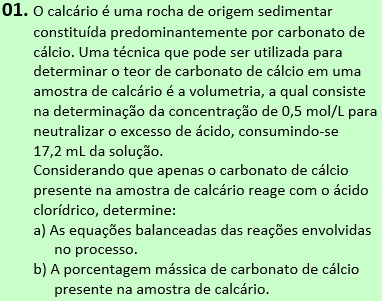 01. O calcário é uma rocha de origem sedimentar
constituída predominantemente por carbonato de
cálcio. Uma técnica que pode ser utilizada para
determinar o teor de carbonato de cálcio em uma
amostra de calcário é a volumetria, a qual consiste
na determinação da concentração de 0,5 mol/L para
neutralizar o excesso de ácido, consumindo-se
17,2 mL da solução.
Considerando que apenas o carbonato de cálcio
presente na amostra de calcário reage com o ácido
clorídrico, determine:
a) As equações balanceadas das reações envolvidas
no processo.
b) A porcentagem mássica de carbonato de cálcio
presente na amostra de calcário.